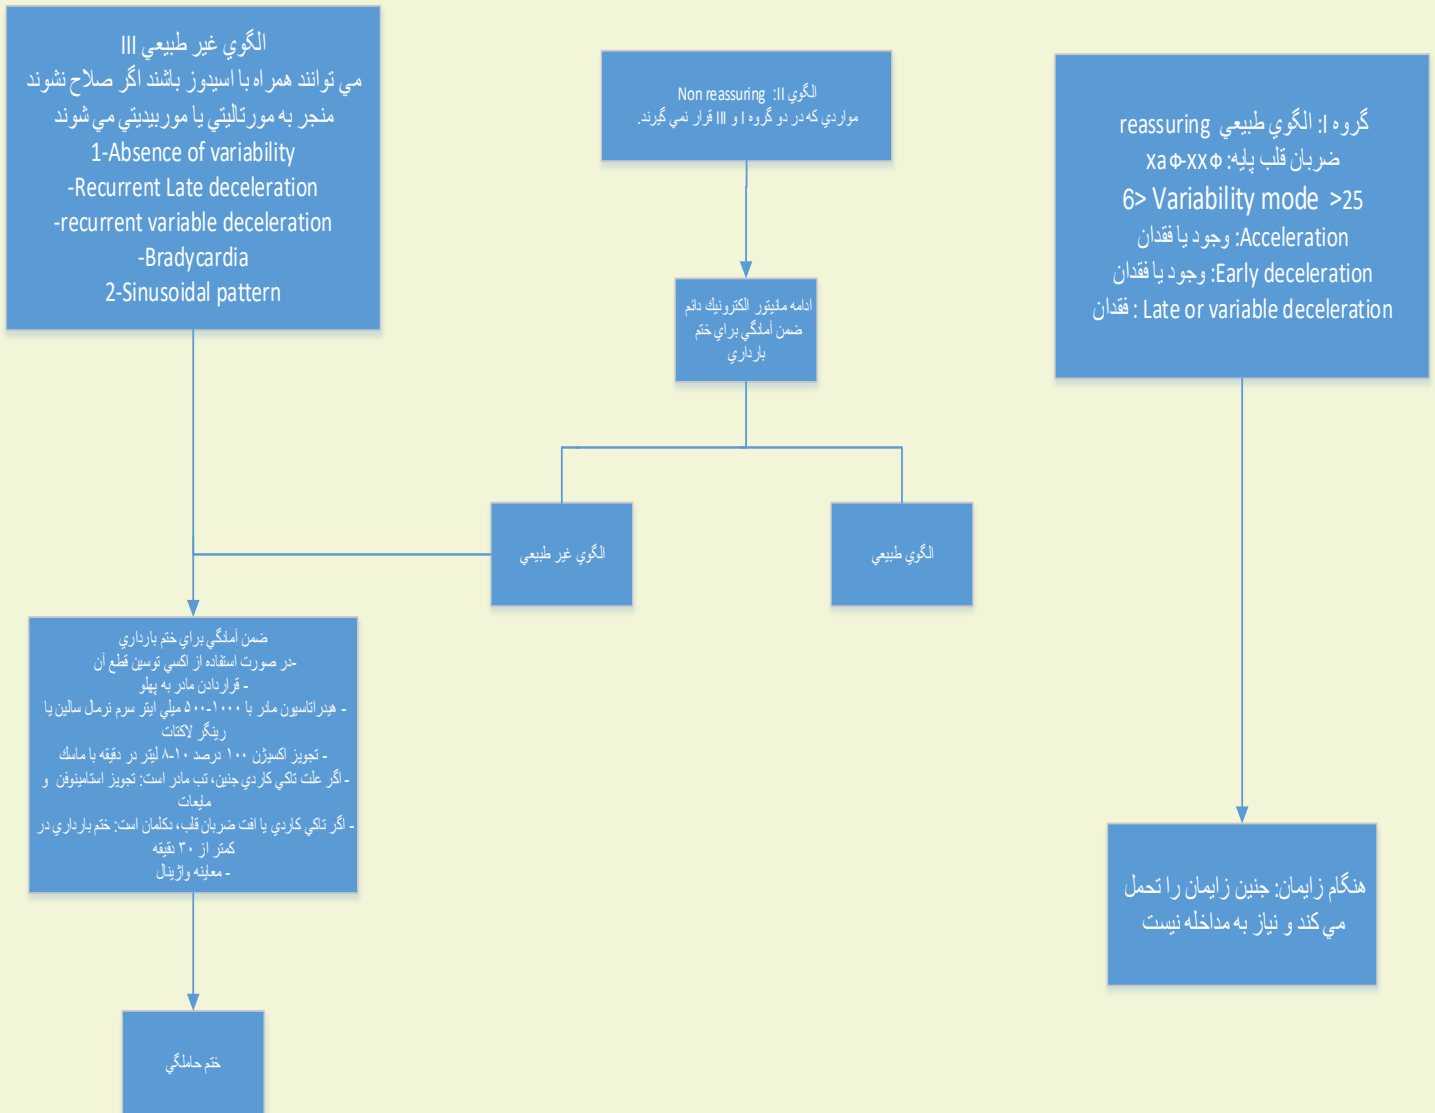 گروه I: الگوي طبيعي reassuring
ضربان قلب پايه: xaΦ-xxΦ
6> Variability mode >25
Acceleration: وجود يا فقدان
Early deceleration: وجود يا فقدان
Late or variable deceleration : فقدان
هنگام زايمان: جنين زايمان را تحمل
مي كند و نياز به مداخله نيست
الگوي II: Non reassuring
مواردي كه در دو گروه I و III قرار نمي گيرند.
ادامه مانيتور الكترونيك دائم
ضمن آمادگي براي ختم
بارداري
الگوي طبيعي
الگوي غير طبيعي
الگوي غير طبيعي III
مي توانند همراه با اسيدوز باشند اگر صلاح نشوند
منجر به مورتاليتي يا موربيديتي مي شوند
1-Absence of variability
-Recurrent Late deceleration
-recurrent variable deceleration
-Bradycardia
2-Sinusoidal pattern
ضمن آمادگي براي ختم بارداري
-در صورت استفاده از اكسي توسين قطع آن
- قراردادن مادر به پهلو
- هيدراتاسيون مادر با ۱۰۰۰-۵۰۰ ميلي ليتر سرم نرمال سالين يا
رينگر لاكتات
- تجويز اكسيژن ۱۰۰ درصد ۱۰-۸ ليتر در دقيقه با ماسك
- اگر علت تاكي كاردي جنين، تب مادر است: تجويز استامينوفن و
مايعات
- اگر تاكي كاردي يا افت ضربان قلب، دكلمان است: ختم بارداري در
كمتر از ۳۰ دقيقه
- معاينه واژينال
ختم حاملگي